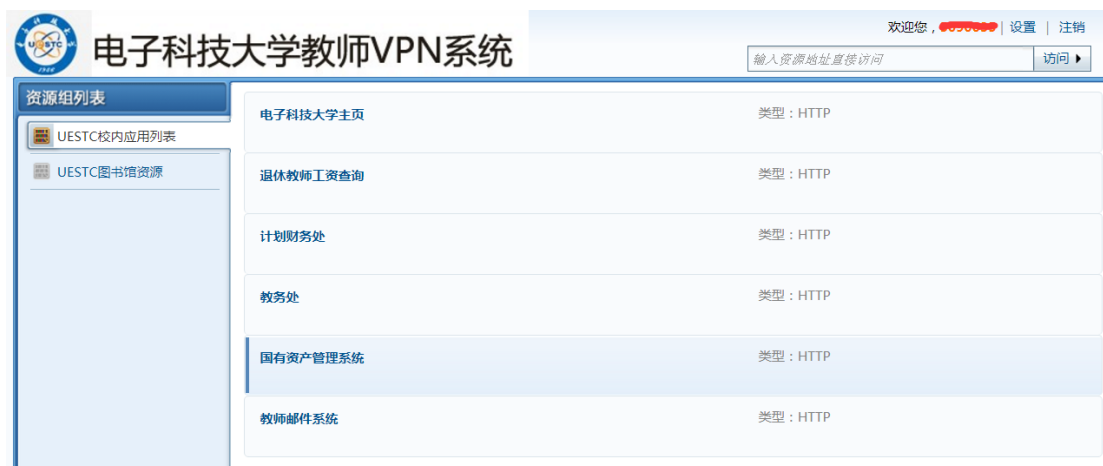 UESTC
1956
电子科技大学教师VPN系统
欢迎您， | 设置 | 注销
输入资源地址直接访问 访问
资源组列表
UESTC校内应用列表
UESTC图书馆资源
电子科技大学主页 类型：HTTP
退休教师工资查询 类型：HTTP
计划财务处 类型：HTTP
教务处 类型：HTTP
国有资产管理系统 类型：HTTP
教师邮件系统 类型：HTTP